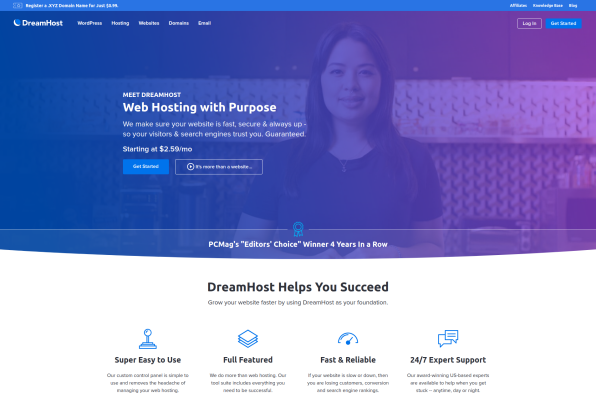 Register a .XYZ Domain Name for Just $0.99.
Affiliates Knowledge Base Blog
DreamHost WordPress Hosting Websites Domains Email Log In Get Started
MEET DREAMHOST
Web Hosting with Purpose
We make sure your website is fast, secure & always up -
so your visitors & search engines trust you. Guaranteed.
Starting at $2.59/mo
Get Started It's more than a website...
PCMag's "Editors' Choice" Winner 4 Years In a Row
DreamHost Helps You Succeed
Grow your website faster by using DreamHost as your foundation.
Super Easy to Use
Our custom control panel is simple to
use and removes the headache of
managing your web hosting.
Full Featured
We do more than web hosting. Our
tool suite includes everything you
need to be successful.
Fast & Reliable
If your website is slow or down, then
you are losing customers, conversion
and search engine rankings.
24/7 Expert Support
Our award-winning US-based experts
are available to help when you get
stuck – anytime, day or night.